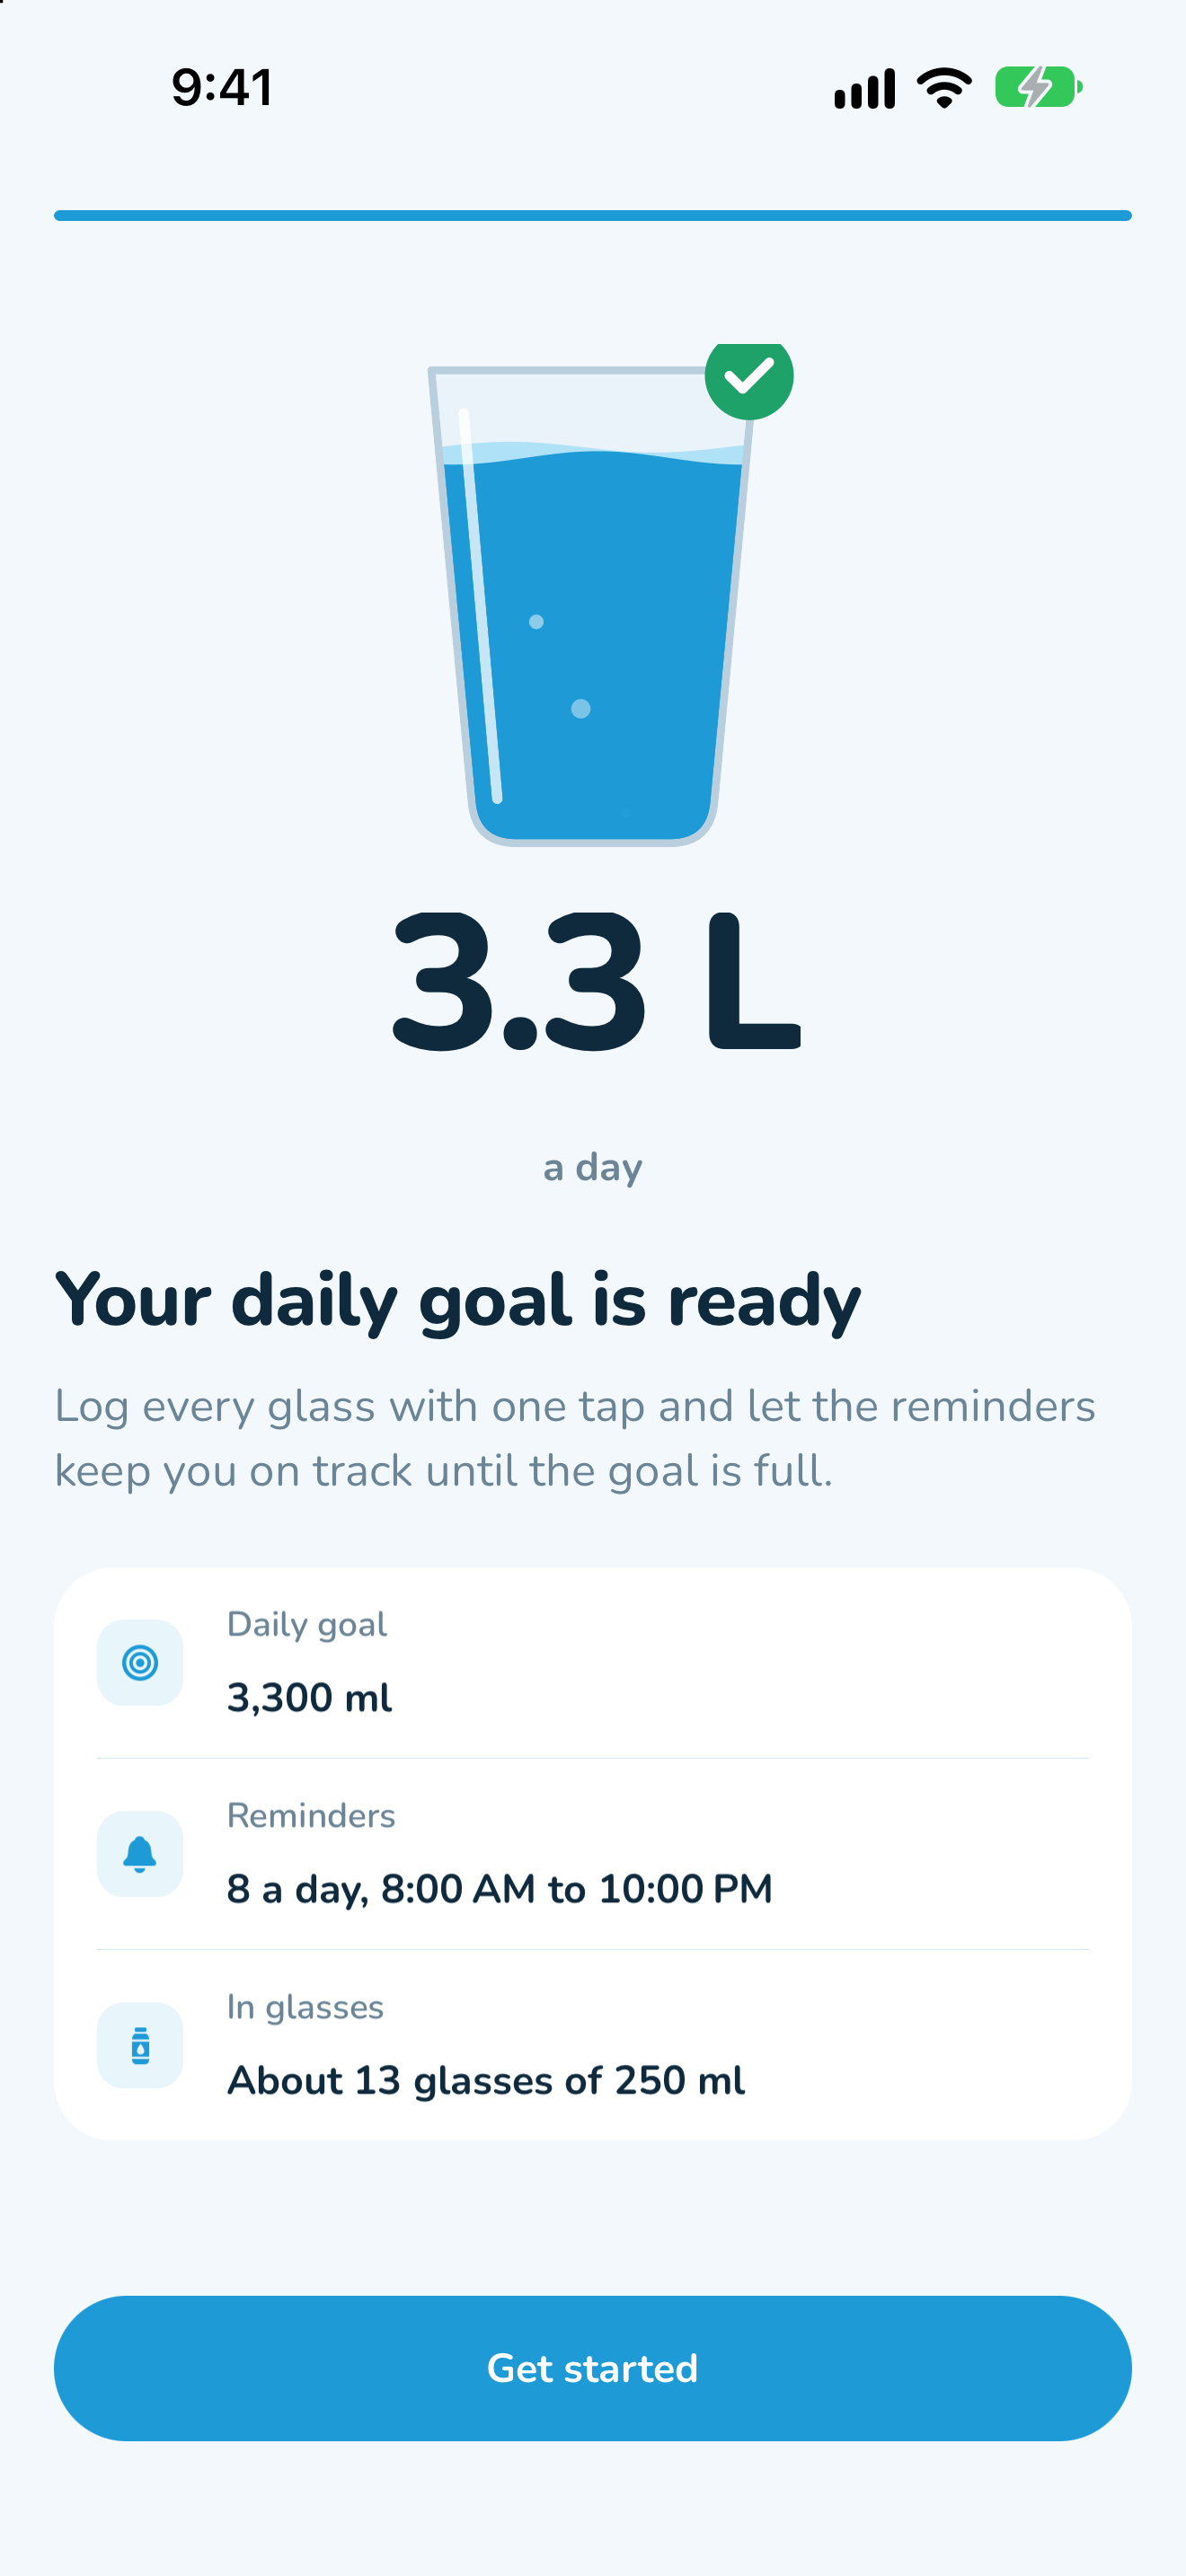 9:41
3.3 L
a day
Your daily goal is ready
Log every glass with one tap and let the reminders
keep you on track until the goal is full.
Daily goal
3,300 ml
Reminders
8 a day, 8:00 AM to 10:00 PM
In glasses
About 13 glasses of 250 ml
Get started